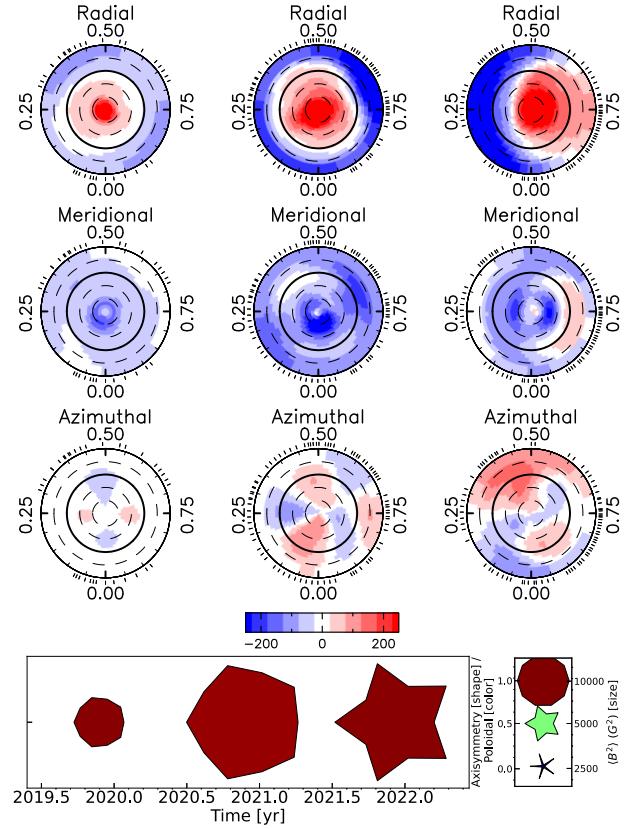 Radial Radial Radial
0.50 0.50 0.50
0.25 0.75 0.25 0.75 0.25 0.75
0.00 0.00 0.00
Meridional Meridional Meridional
0.50 0.50 0.50
0.25 0.75 0.25 0.75 0.25 0.75
0.00 0.00 0.00
Azimuthal Azimuthal Azimuthal
0.50 0.50 0.50
0.25 0.75 0.25 0.75 0.25 0.75
0.00 0.00 0.00
−200 0 200
Axisymmetry [shape] /
Poloidal [color]
1.0 10000
0.5 5000
0.0 2500
⟨B²⟩ (G²) [size]
2019.5 2020.0 2020.5 2021.0 2021.5 2022.0
Time [yr]